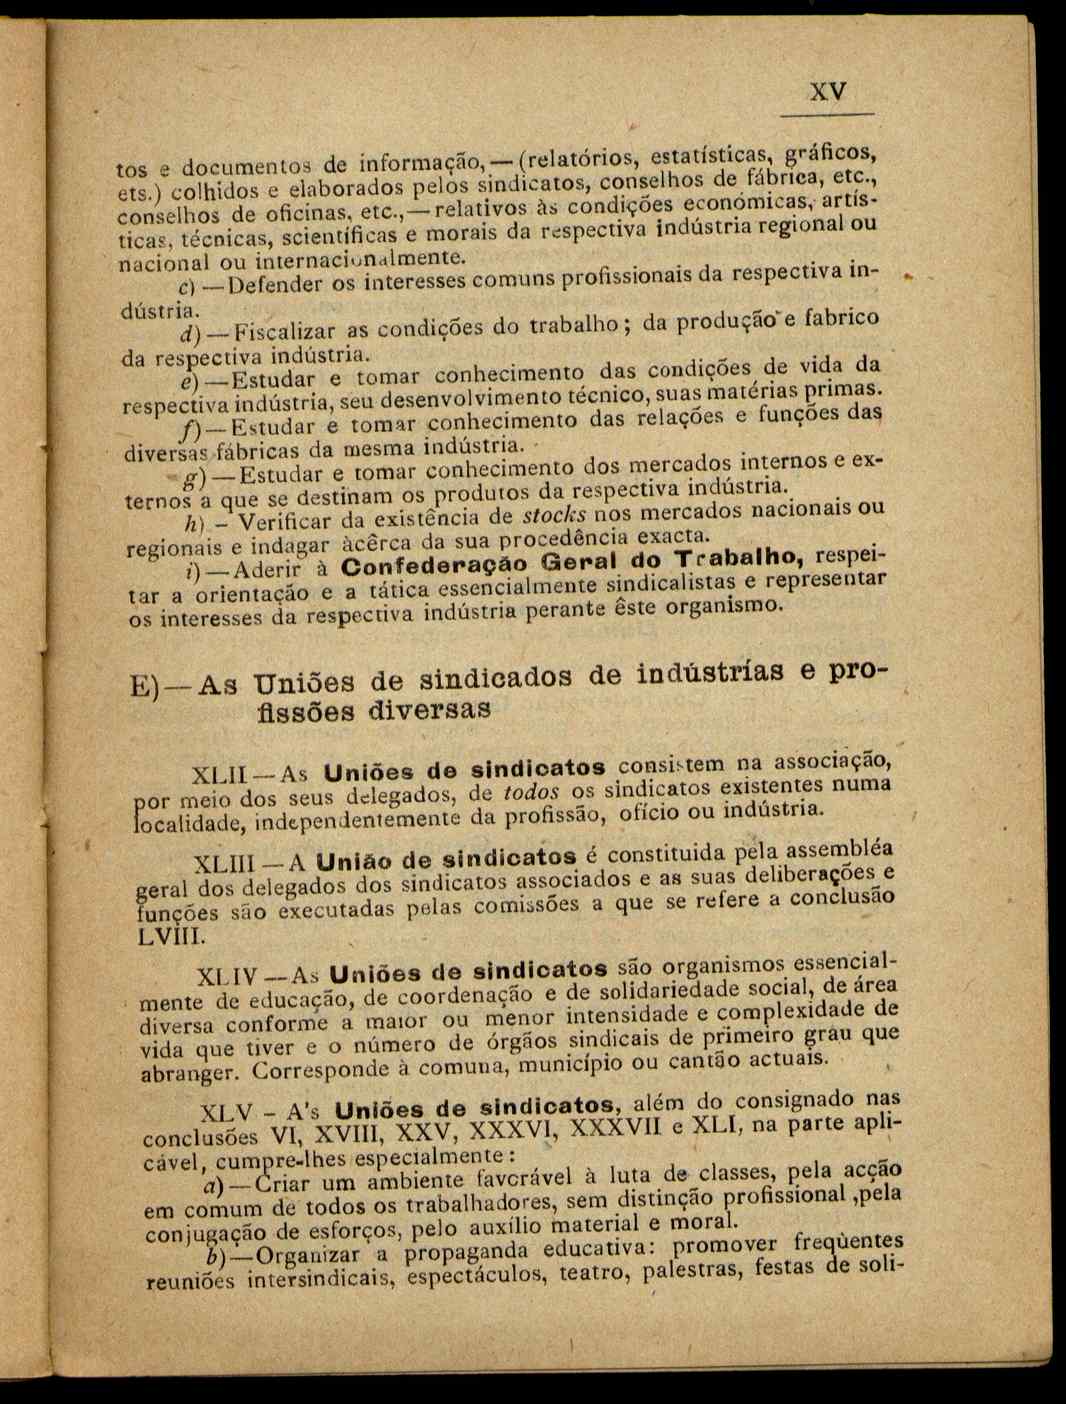 XV
tos e documentos de informação,—(relatórios, estatísticas, gráficos,
ets.) colhidos e elaborados pelos sindicatos, conselhos de fábrica, etc.,
conselhos de oficinas, etc.,—relativos às condições económicas, artís-
ticas, técnicas, scientíficas e morais da respectiva indústria regional ou
nacional ou internacionalmente.
c) —Defender os interesses comuns profissionais da respectiva in-
dústria.
d)—Fiscalizar as condições do trabalho; da produção e fabrico
da respectiva indústria.
e)—Estudar e tomar conhecimento das condições de vida da
respectiva indústria, seu desenvolvimento técnico, suas matérias primas.
f)—Estudar e tomar conhecimento das relações e funções das
diversas fábricas da mesma indústria.
g)—Estudar e tomar conhecimento dos mercados internos e ex-
ternos a que se destinam os produtos da respectiva indústria.
h) - Verificar da existência de stocks nos mercados nacionais ou
regionais e indagar àcêrca da sua procedência exacta.
i)—Aderir à Confederação Geral do Trabalho, respei-
tar a orientação e a tática essencialmente sindicalistas e representar
os interesses da respectiva indústria perante êste organismo.
E)—As Uniões de sindicados de indústrías e pro-
fissões diversas
XLII—As Uniões de sindicatos consistem na associação,
por meio dos seus delegados, de todos os sindicatos existentes numa
localidade, independentemente da profissão, ofício ou indústria.
XLIII—A União de sindicatos é constituida pela assembléa
geral dos delegados dos sindicatos associados e as suas deliberações e
funções são executadas pelas comissões a que se refere a conclusão
LVIII.
XLIV—As Uniões de sindicatos são organismos essencial-
mente de educação, de coordenação e de solidariedade social, de área
diversa conforme a maior ou menor intensidade e complexidade de
vida que tiver e o número de órgãos sindicais de primeiro grau que
abranger. Corresponde à comuna, município ou cantão actuais.
XLV - A's Uniões de sindicatos, além do consignado nas
conclusões VI, XVIII, XXV, XXXVI, XXXVII e XLI, na parte apli-
cável, cumpre-lhes especialmente:
a)—Criar um ambiente favorável à luta de classes, pela acção
em comum de todos os trabalhadores, sem distinção profissional ,pela
conjugação de esforços, pelo auxílio material e moral.
b)—Organizar a propaganda educativa: promover freqùentes
reuniões intersindicais, espectáculos, teatro, palestras, festas de soli-